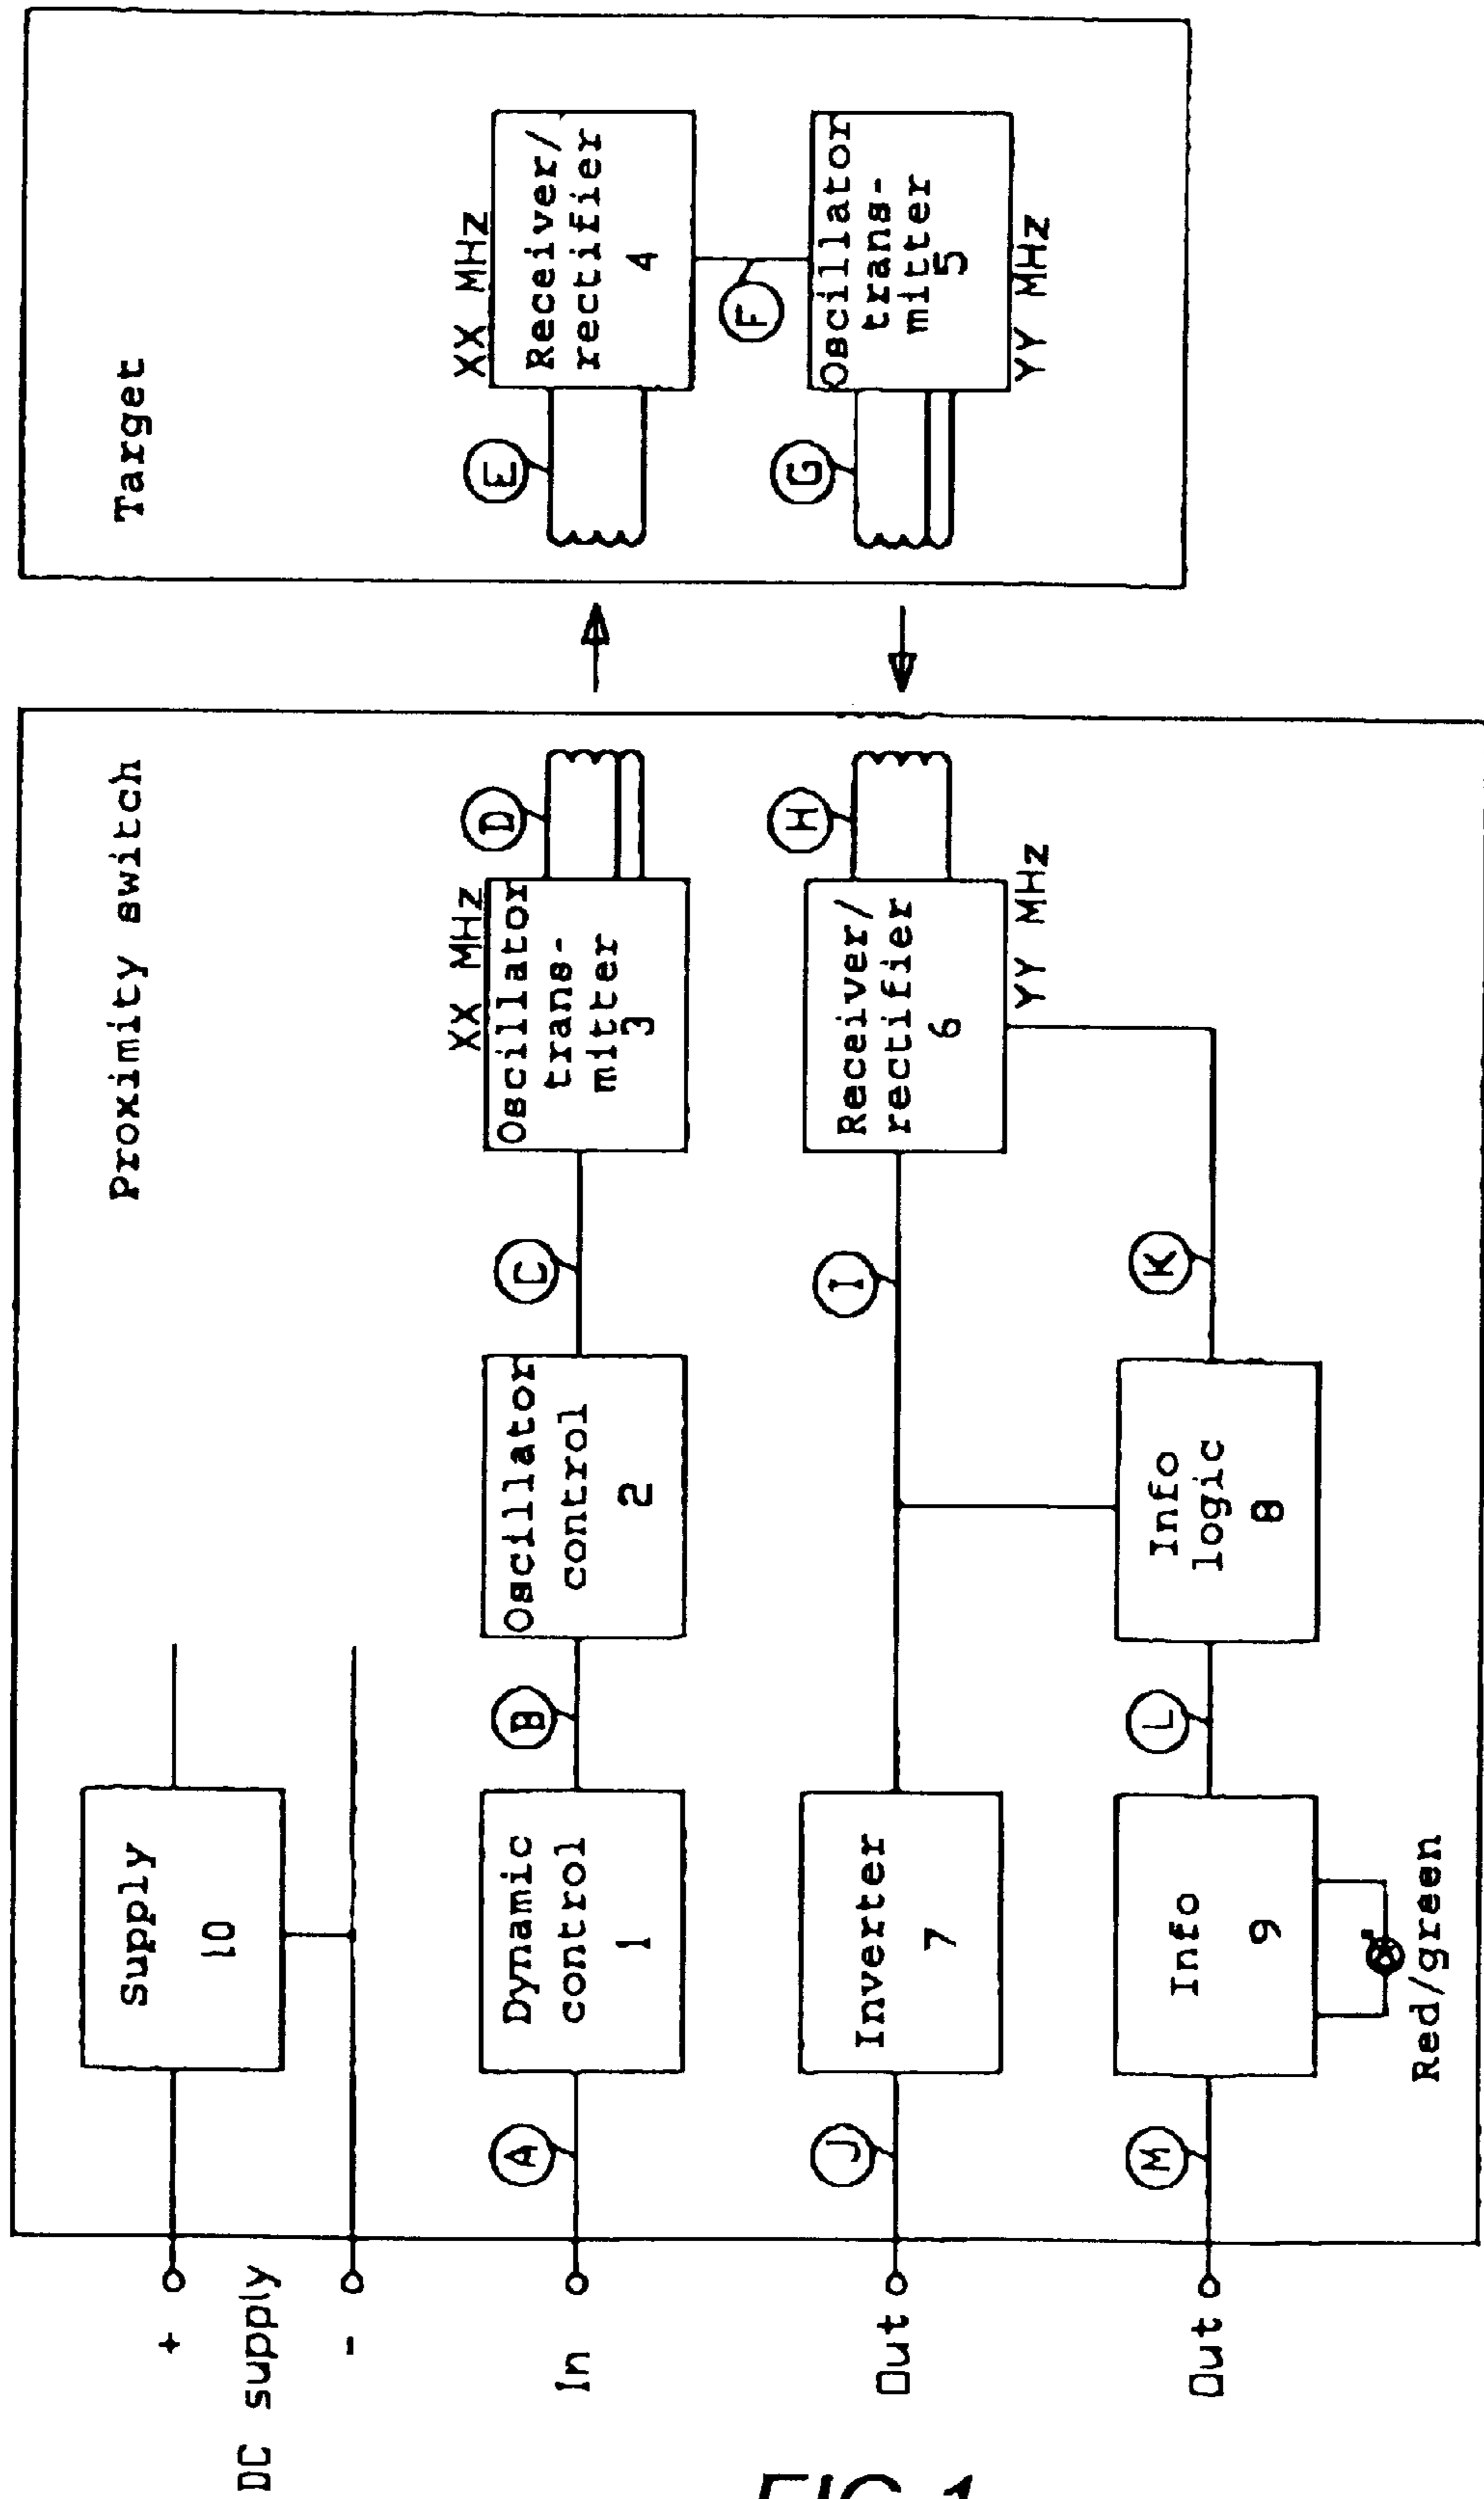 DC supply
+
-
In
Out
Out
Proximity switch
Supply
10
A
Dynamic
control
1
B
Oscillator
control
2
C
XX MHz
Oscillator
trans-
mitter
3
D
J
Inverter
7
I
Receiver/
rectifier
6
YY MHz
H
M
Info
9
Red/green
L
Info
logic
8
K
Target
E
XX MHz
Receiver/
rectifier
4
F
G
Oscillator
trans-
mitter
5
YY MHz
FIG.1